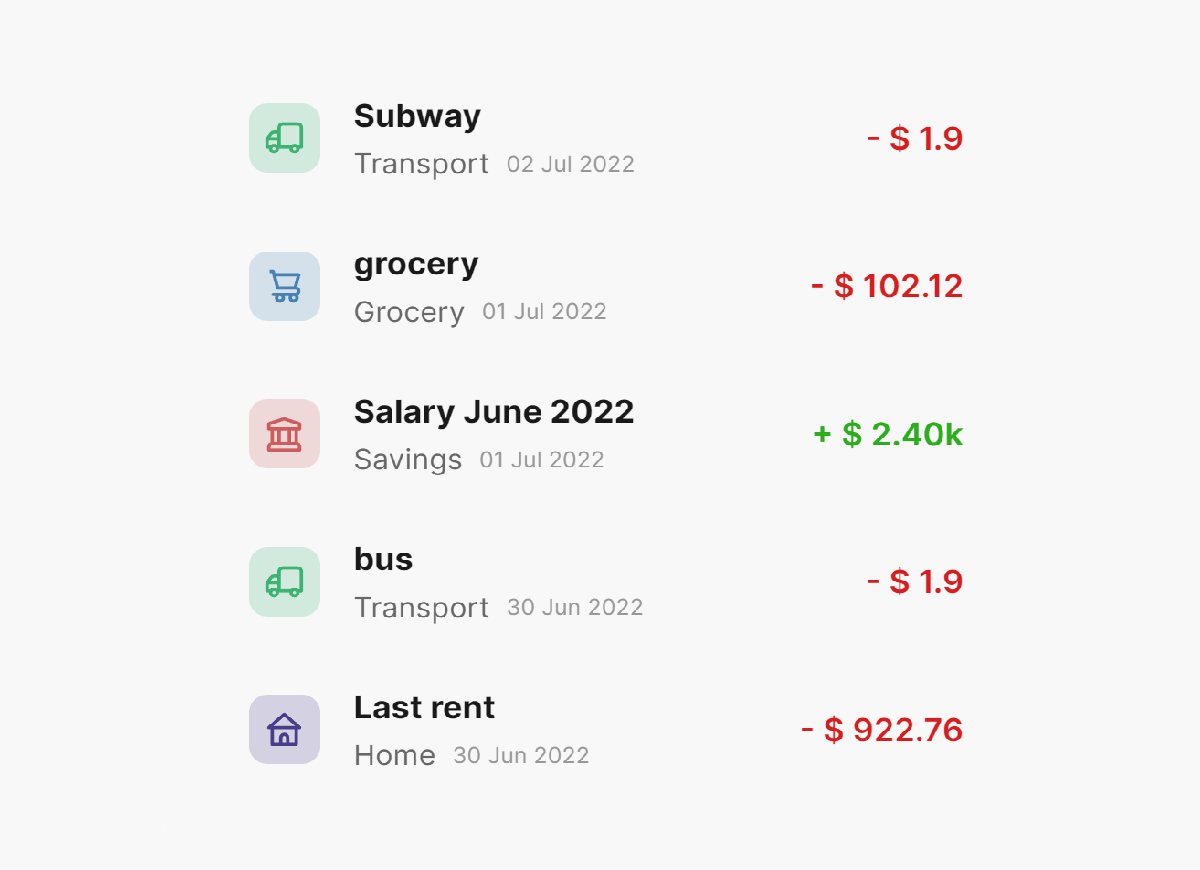 Subway
Transport 02 Jul 2022
- $ 1.9
grocery
Grocery 01 Jul 2022
- $ 102.12
Salary June 2022
Savings 01 Jul 2022
+ $ 2.40k
bus
Transport 30 Jun 2022
- $ 1.9
Last rent
Home 30 Jun 2022
- $ 922.76